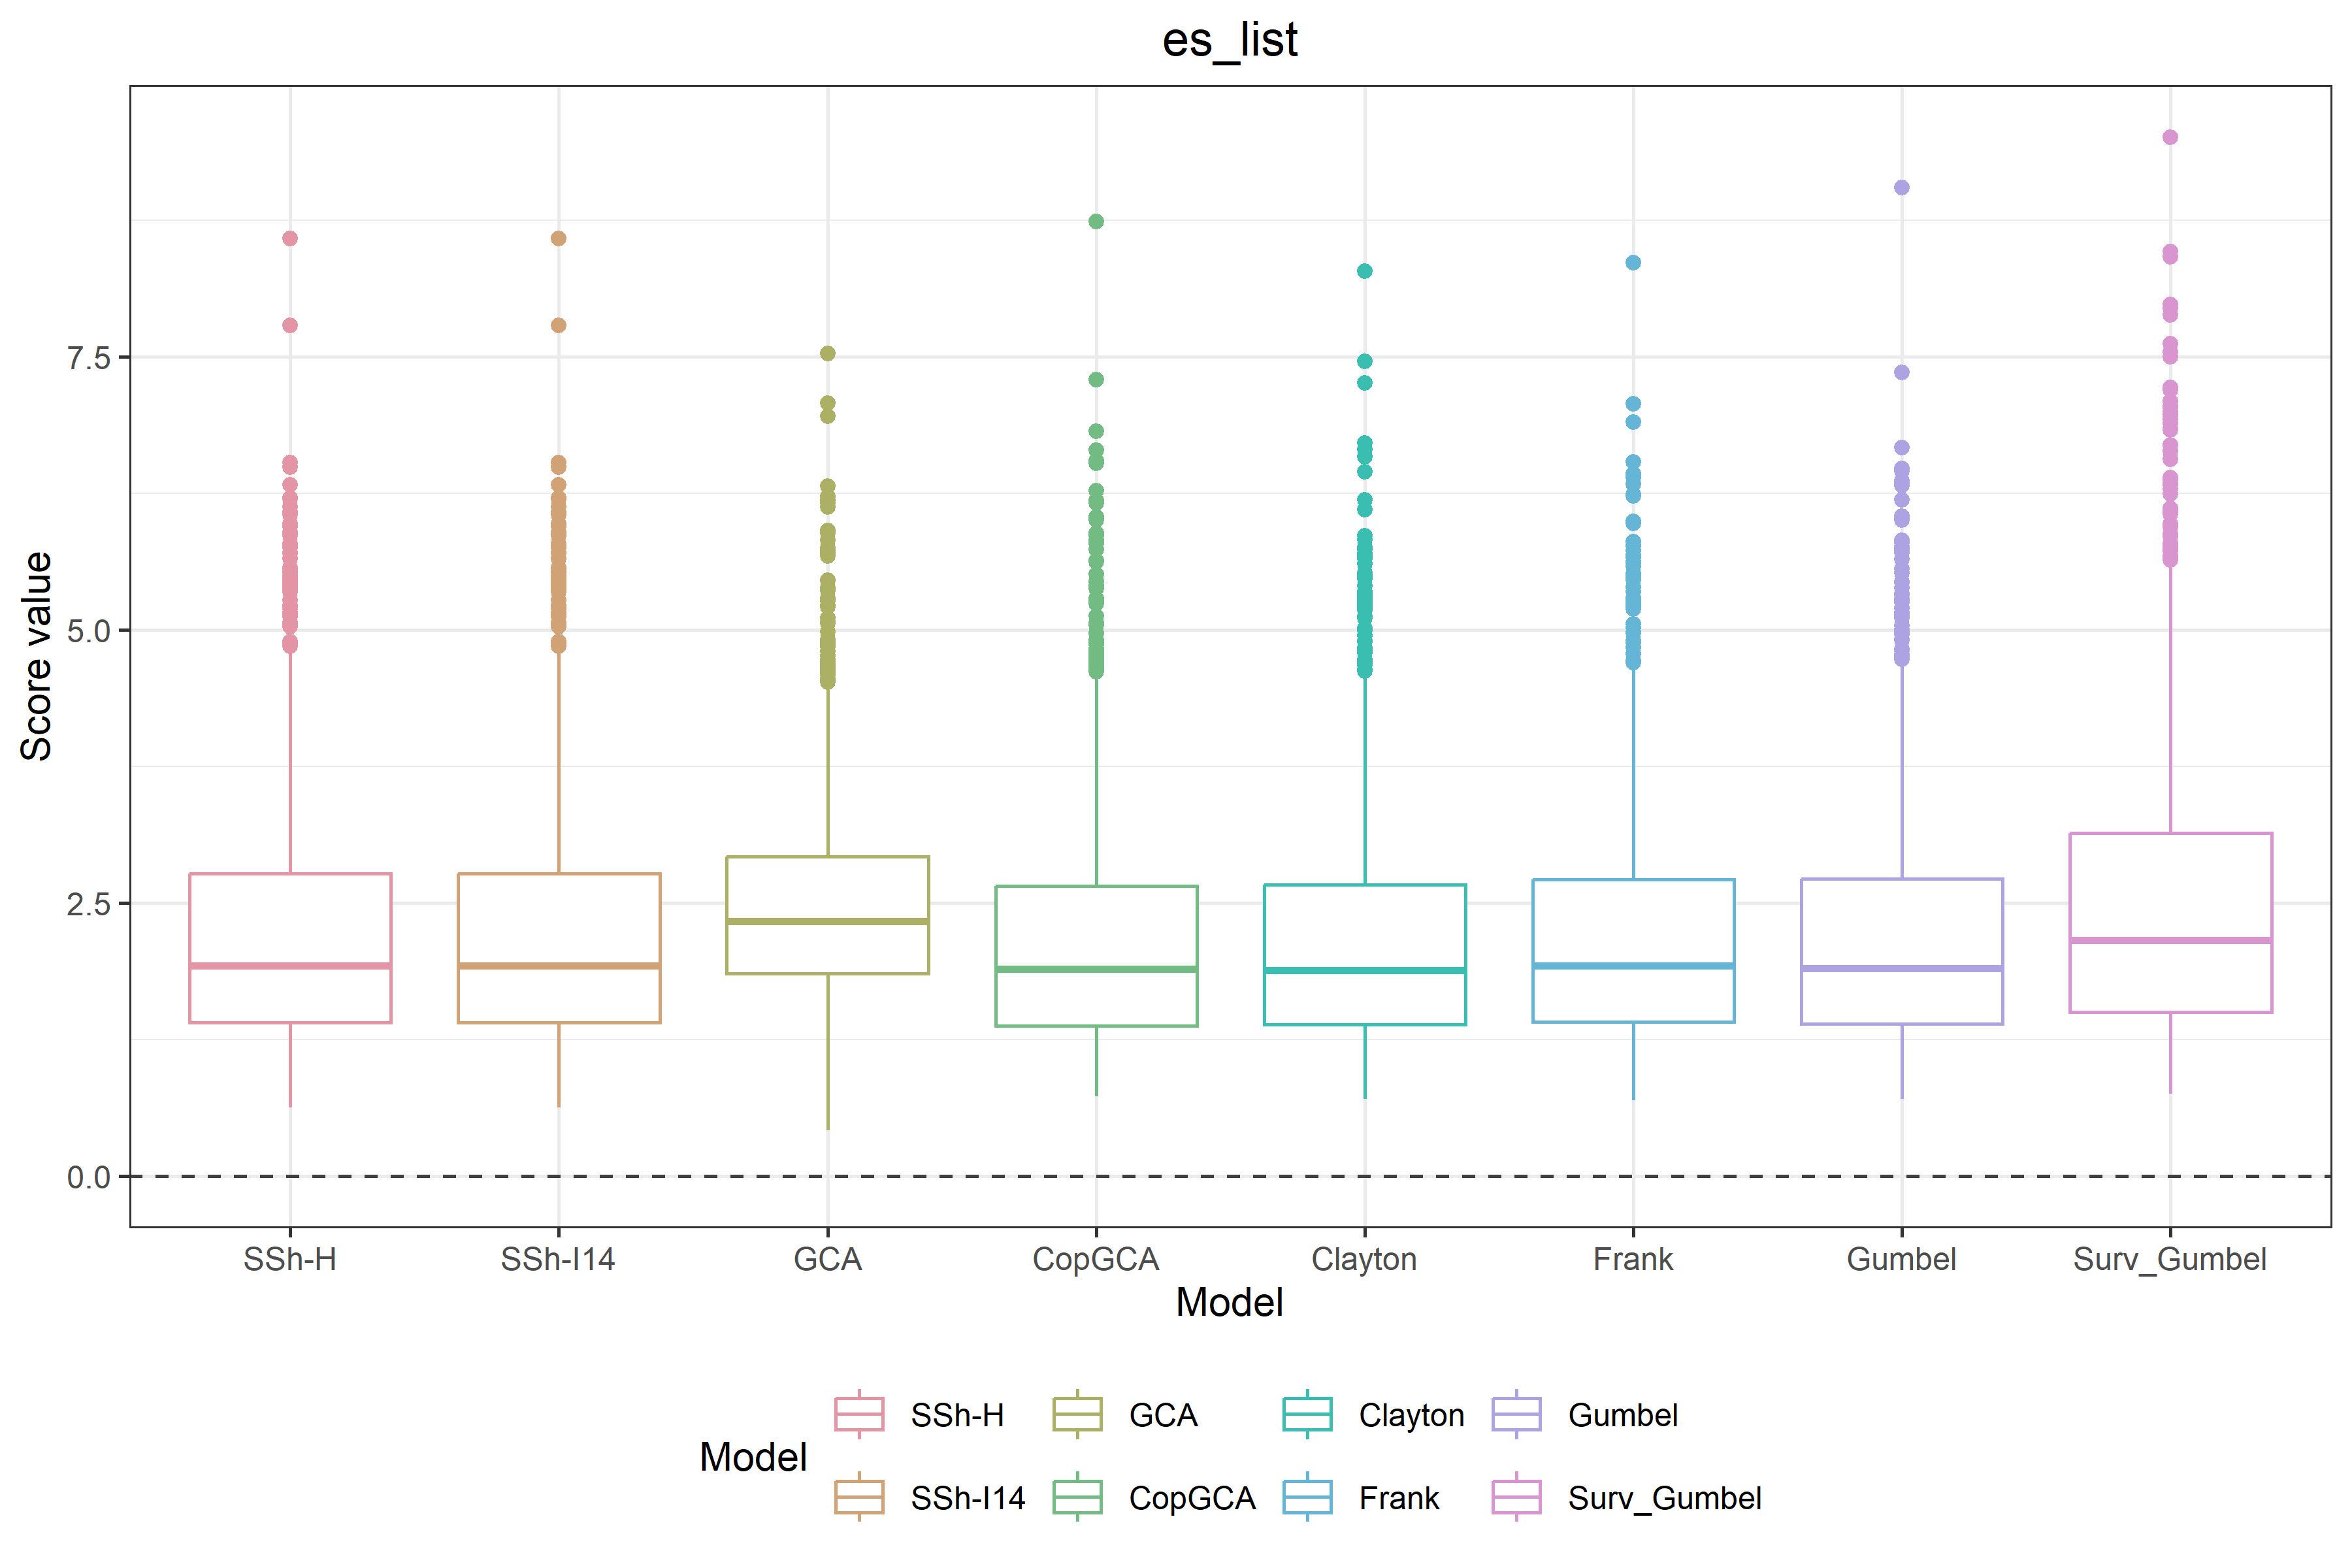 es_list
Score value
7.5
5.0
2.5
0.0
SSh-H SSh-I14 GCA CopGCA Clayton Frank Gumbel Surv_Gumbel
Model
Model
SSh-H GCA Clayton Gumbel
SSh-I14 CopGCA Frank Surv_Gumbel